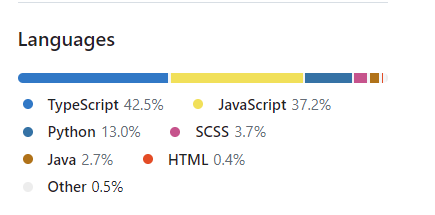 Languages
TypeScript 42.5% JavaScript 37.2%
Python 13.0% SCSS 3.7%
Java 2.7% HTML 0.4%
Other 0.5%